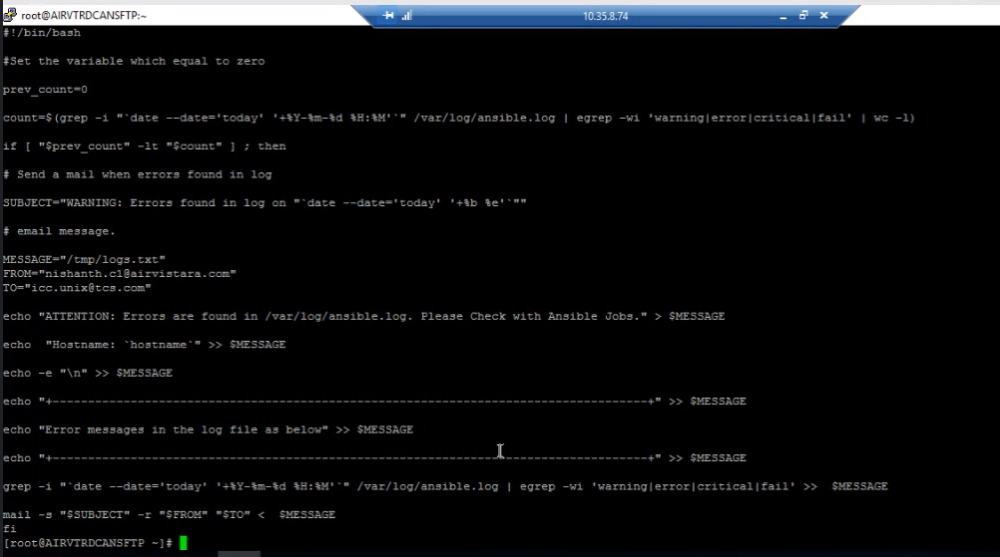 root@AIRVTRDCANSFTP:~
10.35.8.74
#!/bin/bash
#Set the variable which equal to zero
prev_count=0
count=$(grep -i "`date --date='today' '+%Y-%m-%d %H:%M'`" /var/log/ansible.log | egrep -wi 'warning|error|critical|fail' | wc -l)
if [ "$prev_count" -lt "$count" ] ; then
# Send a mail when errors found in log
SUBJECT="WARNING: Errors found in log on "`date --date='today' '+%b %e'`""
# email message.
MESSAGE="/tmp/logs.txt"
FROM="nishanth.c1@airvistara.com"
TO="icc.unix@tcs.com"
echo "ATTENTION: Errors are found in /var/log/ansible.log. Please Check with Ansible Jobs." > $MESSAGE
echo  "Hostname: `hostname`" >> $MESSAGE
echo -e "\n" >> $MESSAGE
echo "+------------------------------------------------------------------------------------+" >> $MESSAGE
echo "Error messages in the log file as below" >> $MESSAGE
echo "+------------------------------------------------------------------------------------+" >> $MESSAGE
grep -i "`date --date='today' '+%Y-%m-%d %H:%M'`" /var/log/ansible.log | egrep -wi 'warning|error|critical|fail' >>  $MESSAGE
mail -s "$SUBJECT" -r "$FROM" "$TO" <  $MESSAGE
fi
[root@AIRVTRDCANSFTP ~]#